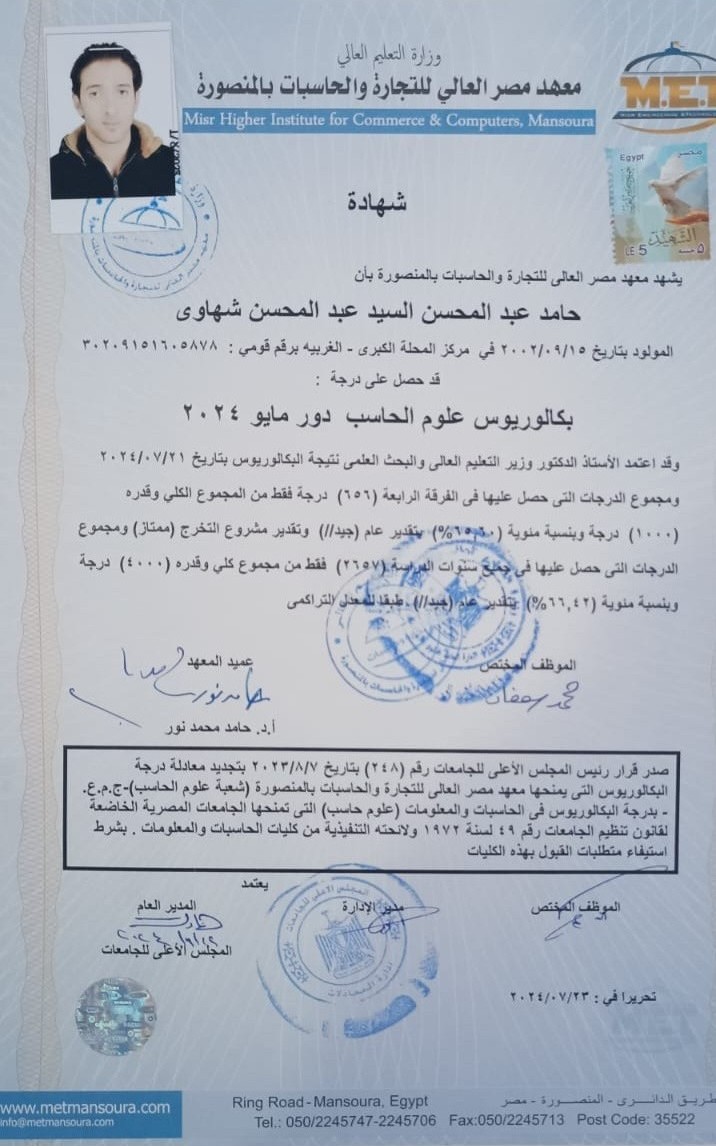 وزارة التعليم العالي
معهد مصر العالي للتجارة والحاسبات بالمنصورة
Misr Higher Institute for Commerce & Computers, Mansoura
M.E.T
Egypt مصر
الشهيد
LE 5
شهادة
يشهد معهد مصر العالى للتجارة والحاسبات بالمنصورة بأن
حامد عبد المحسن السيد عبد المحسن شهاوى
المولود بتاريخ ٢٠٠٢/٠٩/١٥ في مركز المحلة الكبرى - الغربيه برقم قومي : ٣٠٢٠٩١٥١٦٠٥٨٧٨
قد حصل على درجة :
بكالوريوس علوم الحاسب دور مايو ٢٠٢٤
وقد اعتمد الأستاذ الدكتور وزير التعليم العالى والبحث العلمى نتيجة البكالوريوس بتاريخ ٢٠٢٤/٠٧/٢١
ومجموع الدرجات التى حصل عليها فى الفرقة الرابعة (٦٥٦) درجة فقط من المجموع الكلي وقدره
(١٠٠٠) درجة وبنسبة مئوية (٦٥,٦٠%) بتقدير عام (جيد//) وتقدير مشروع التخرج (ممتاز) ومجموع
الدرجات التى حصل عليها فى جميع سنوات الدراسة (٢٦٥٧) فقط من مجموع كلي وقدره (٤٠٠٠) درجة
وبنسبة مئوية (٦٦,٤٢%) بتقدير عام (جيد//) طبقا للمعدل التراكمى
الموظف المختص
عميد المعهد
أ.د. حامد محمد نور
صدر قرار رئيس المجلس الأعلى للجامعات رقم (٢٤٨) بتاريخ ٢٠٢٣/٨/٧ بتجديد معادلة درجة
البكالوريوس التى يمنحها معهد مصر العالى للتجارة والحاسبات بالمنصورة (شعبة علوم الحاسب)-ج.م.ع.
- بدرجة البكالوريوس فى الحاسبات والمعلومات (علوم حاسب) التى تمنحها الجامعات المصرية الخاضعة
لقانون تنظيم الجامعات رقم ٤٩ لسنة ١٩٧٢ ولائحته التنفيذية من كليات الحاسبات والمعلومات . بشرط
استيفاء متطلبات القبول بهذه الكليات
يعتمد
الموظف المختص
مدير الإدارة
المدير العام
المجلس الأعلى للجامعات
تحريرا في : ٢٠٢٤/٠٧/٢٣
www.metmansoura.com
info@metmansoura.com
Ring Road - Mansoura, Egypt
طريق الدائرى - المنصورة - مصر
Tel.: 050/2245747-2245706 Fax:050/2245713 Post Code: 35522